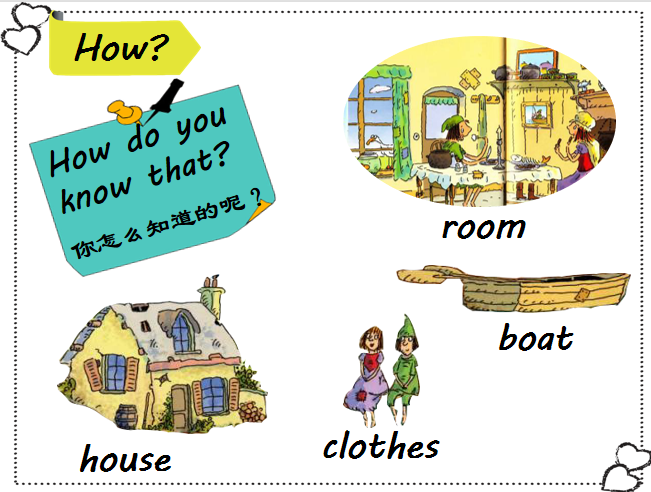 How?
How do you
know that?
你怎么知道的呢？
room
boat
house
clothes